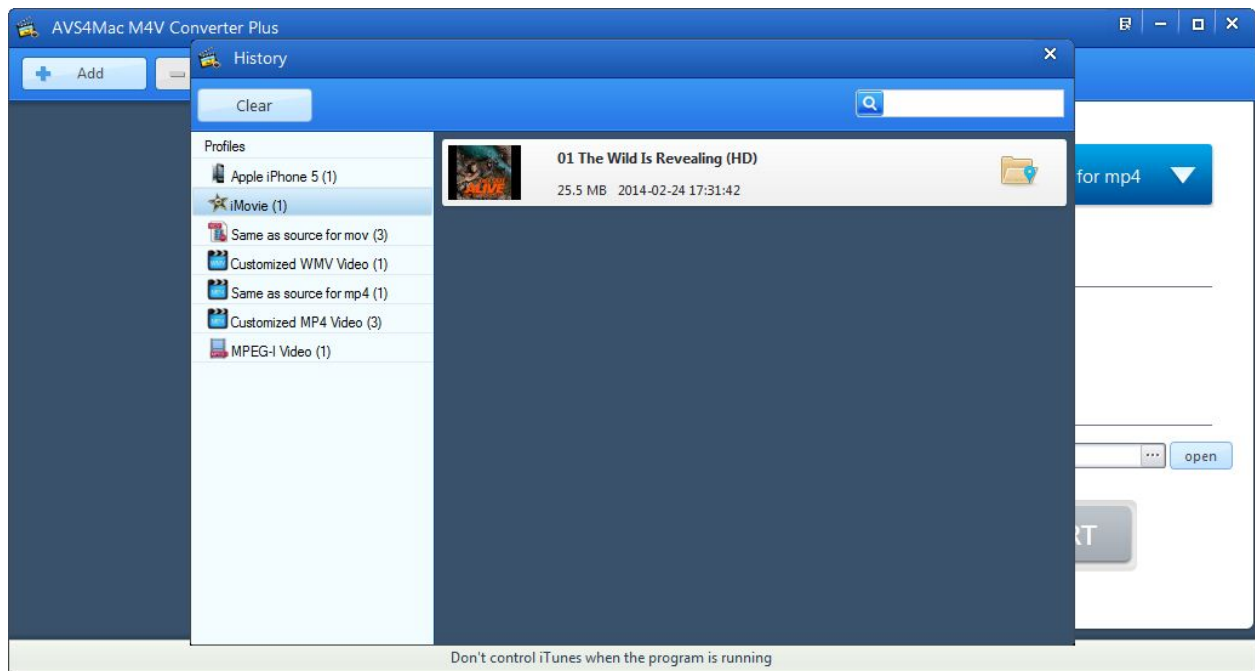 AVS4Mac M4V Converter Plus
Add
History
Clear
Profiles
Apple iPhone 5 (1)
iMovie (1)
Same as source for mov (3)
Customized WMV Video (1)
Same as source for mp4 (1)
Customized MP4 Video (3)
MPEG-I Video (1)
ALIVE
01 The Wild Is Revealing (HD)
25.5 MB 2014-02-24 17:31:42
for mp4
... open
RT
Don't control iTunes when the program is running